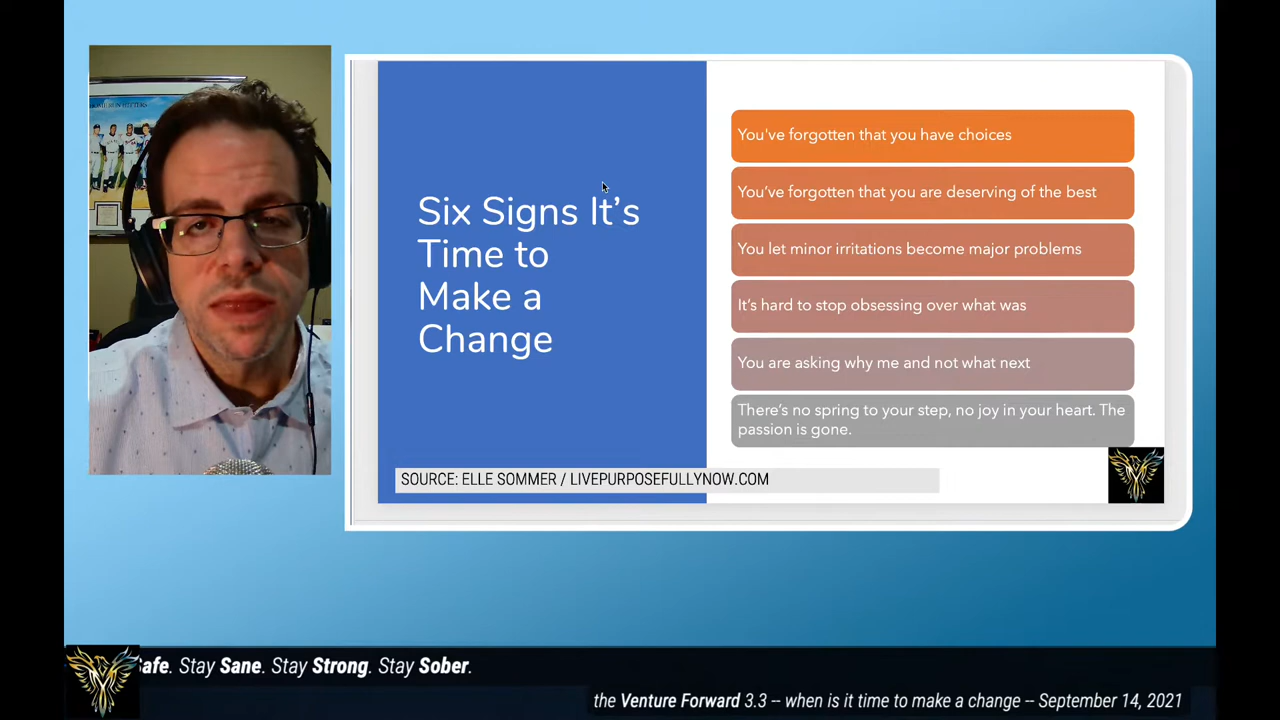 Six Signs It's
Time to
Make a
Change
You've forgotten that you have choices
You've forgotten that you are deserving of the best
You let minor irritations become major problems
It's hard to stop obsessing over what was
You are asking why me and not what next
There's no spring to your step, no joy in your heart. The
passion is gone.
SOURCE: ELLE SOMMER / LIVEPURPOSEFULLYNOW.COM
afe. Stay Sane. Stay Strong. Stay Sober.
the Venture Forward 3.3 -- when is it time to make a change -- September 14, 2021